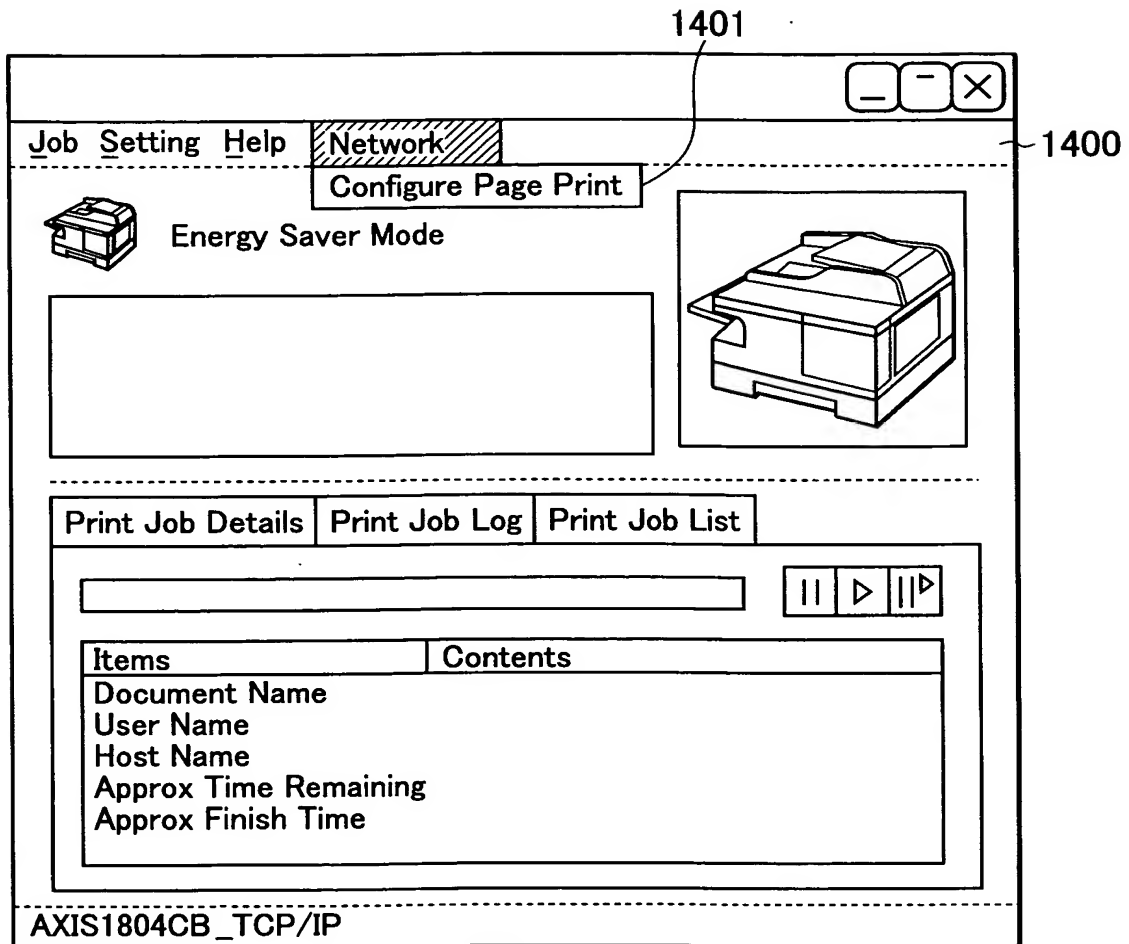 1401
Job Setting Help Network
1400
Configure Page Print
Energy Saver Mode
Print Job Details Print Job Log Print Job List
Items Contents
Document Name
User Name
Host Name
Approx Time Remaining
Approx Finish Time
AXIS1804CB_TCP/IP